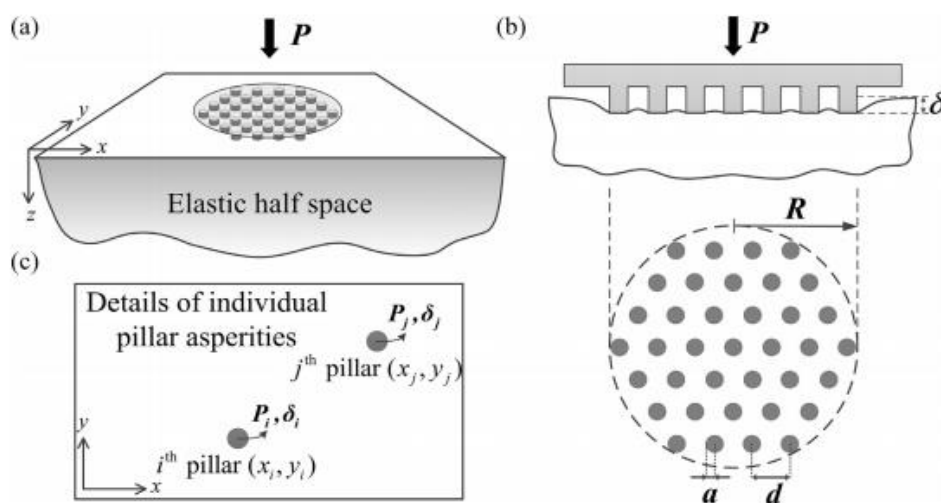 (a)
P
y
x
z
Elastic half space
(b)
P
δ
R
a
d
(c)
Details of individual
pillar asperities
P_j, δ_j
j^th pillar (x_j, y_j)
P_i, δ_i
i^th pillar (x_i, y_i)
y
x